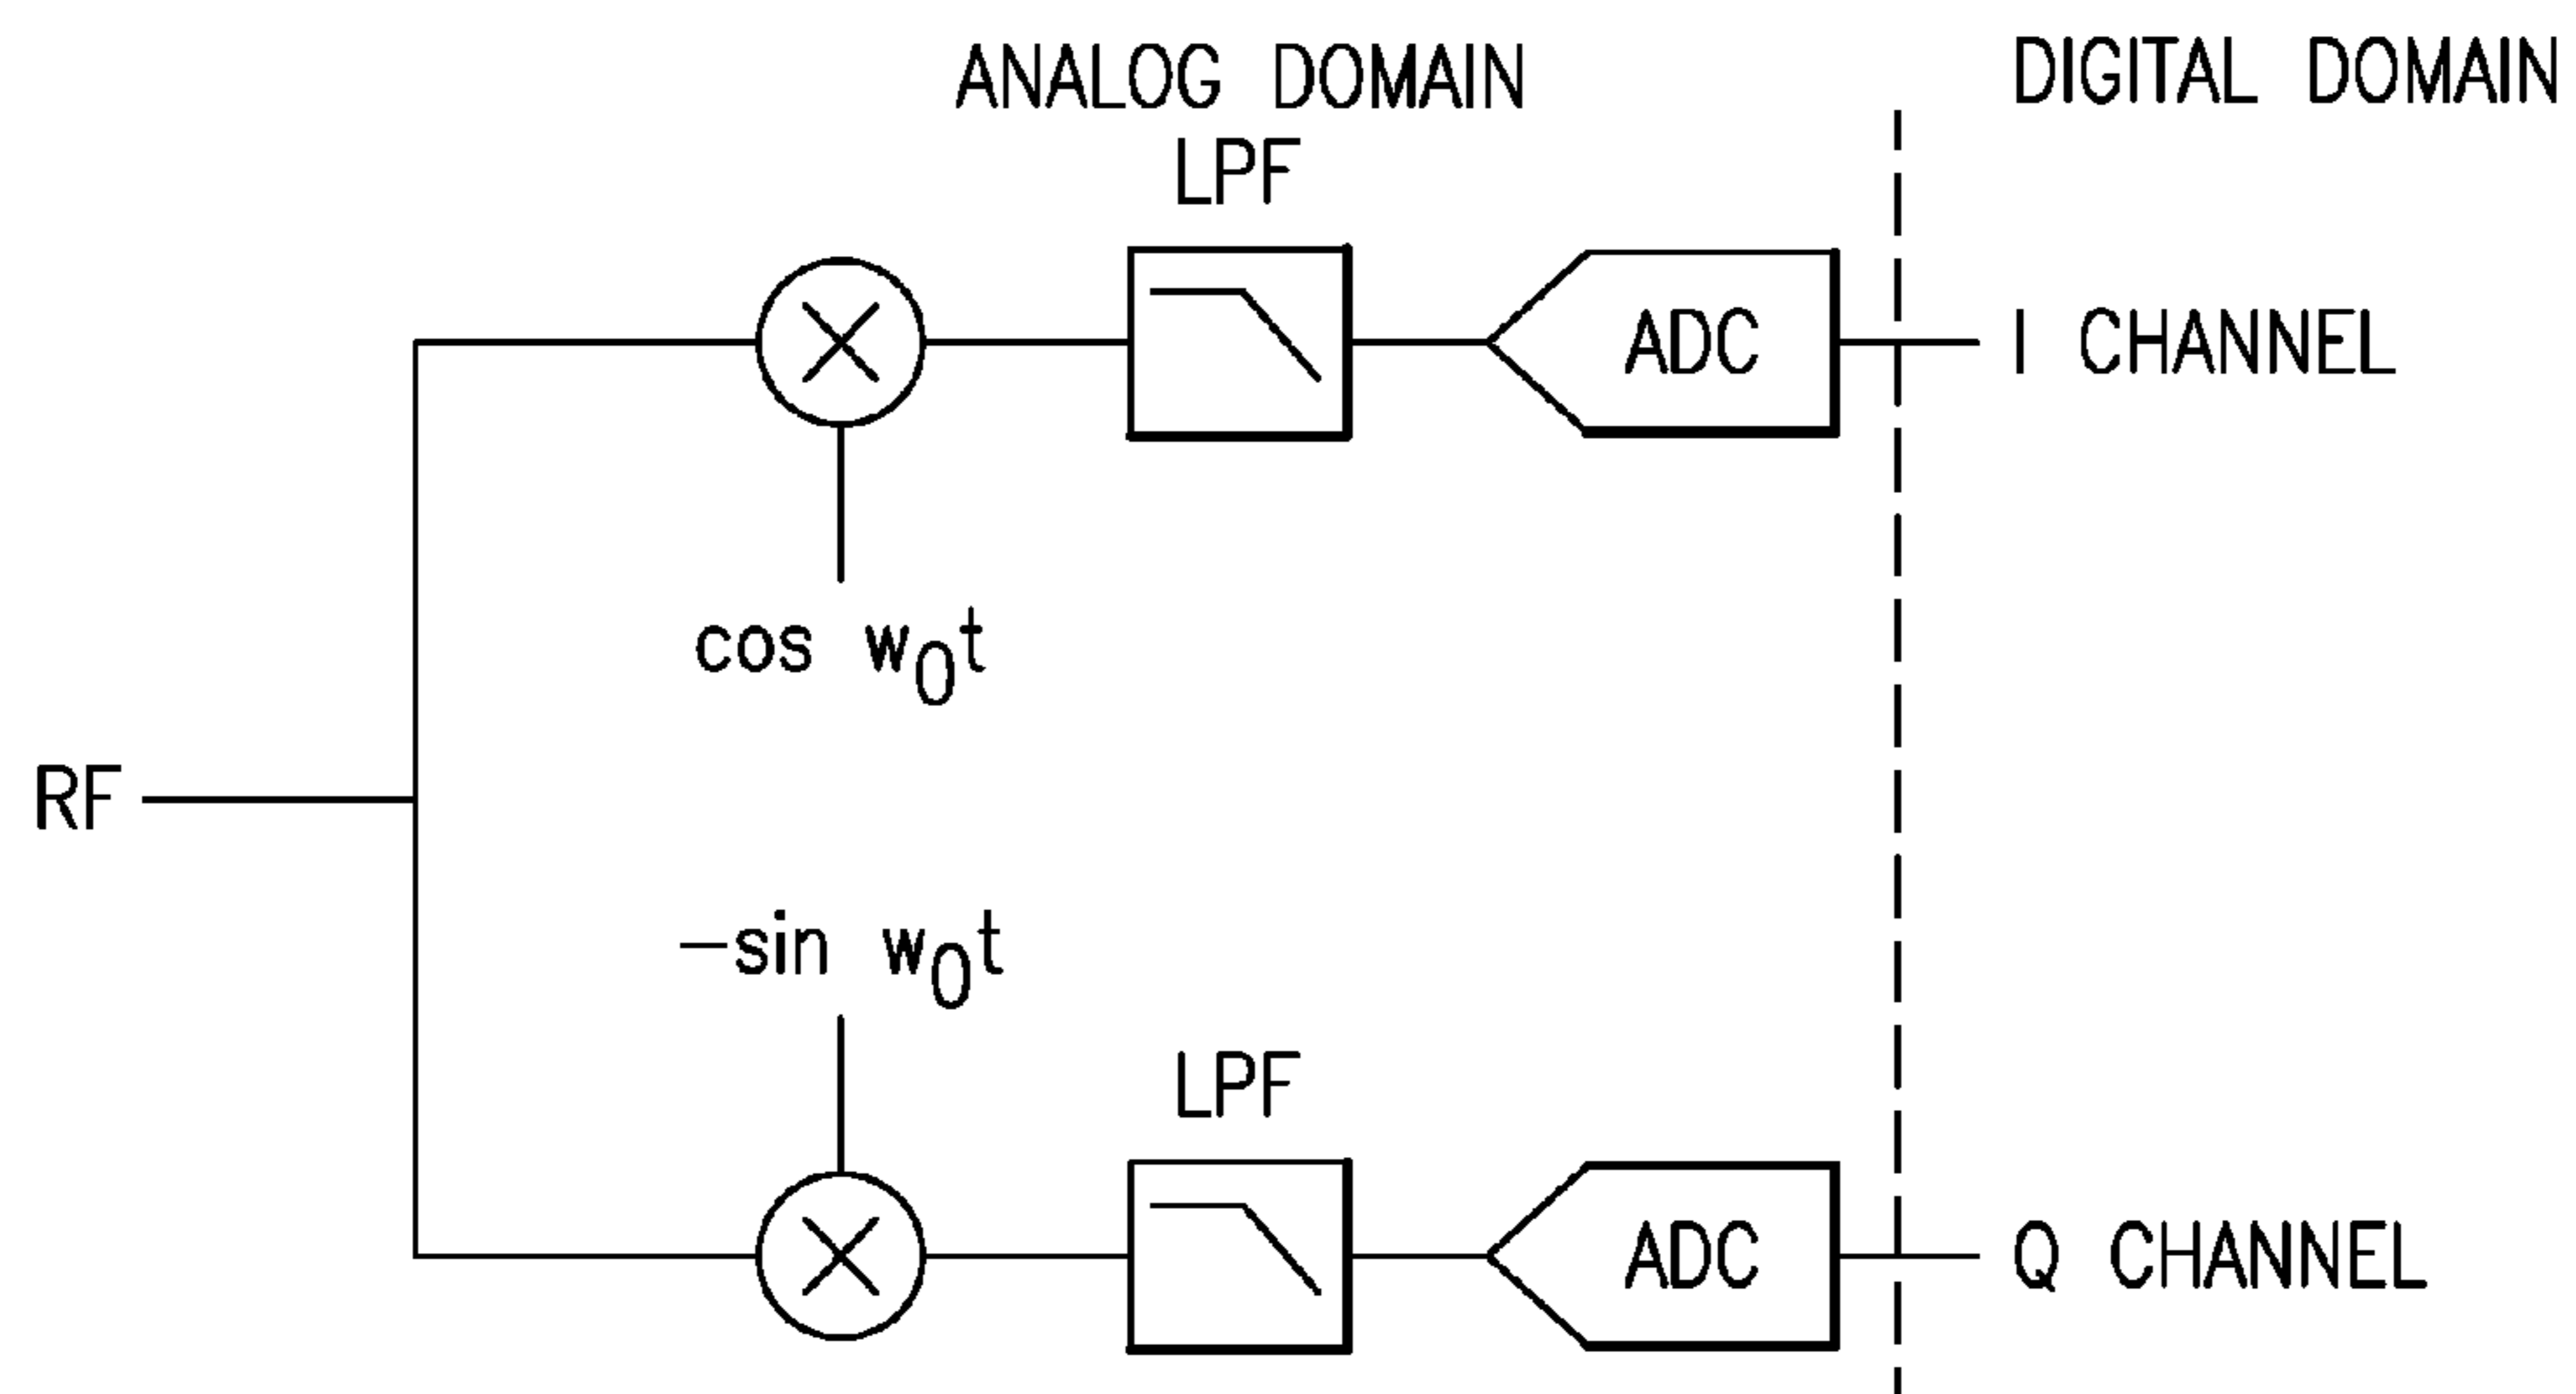 ANALOG DOMAIN
DIGITAL DOMAIN
LPF
ADC
I CHANNEL
cos w₀t
RF
−sin w₀t
LPF
ADC
Q CHANNEL